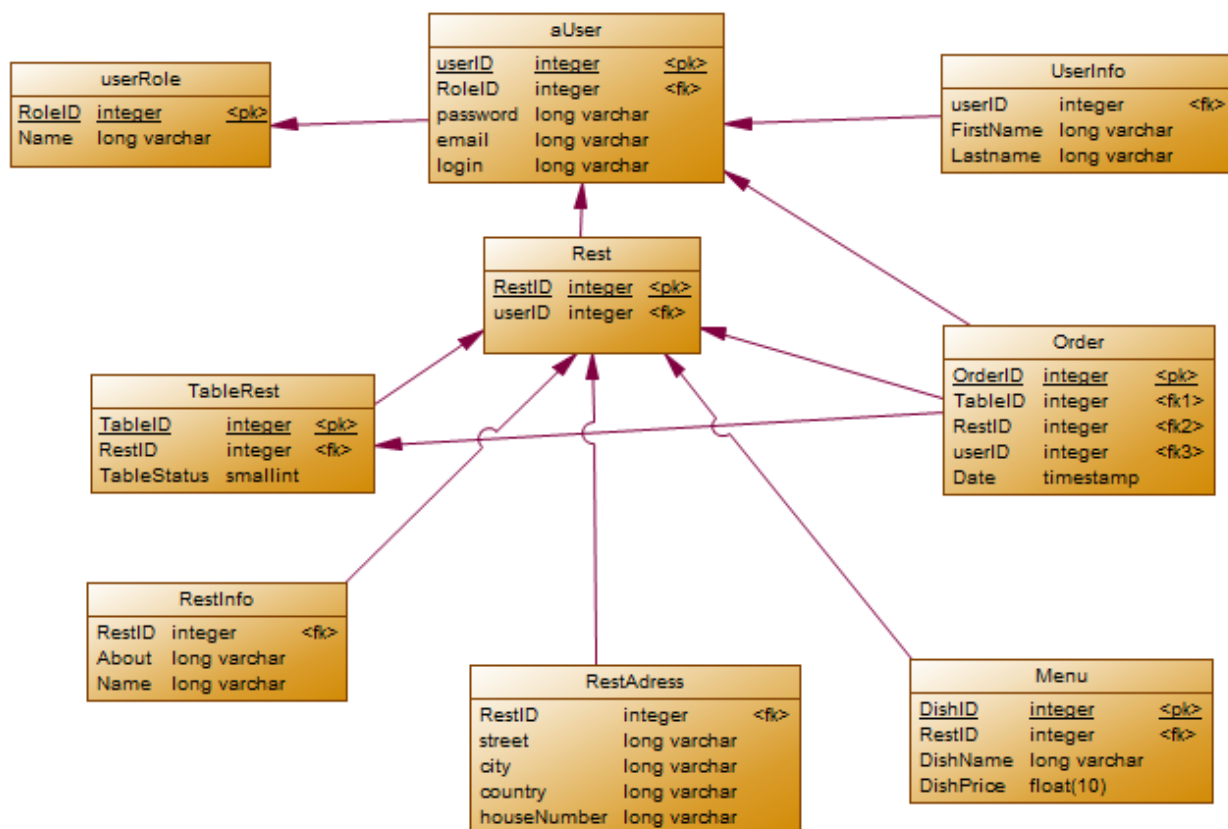 aUser
userID integer <pk>
RoleID integer <fk>
password long varchar
email long varchar
login long varchar
userRole
RoleID integer <pk>
Name long varchar
UserInfo
userID integer <fk>
FirstName long varchar
Lastname long varchar
Rest
RestID integer <pk>
userID integer <fk>
Order
OrderID integer <pk>
TableID integer <fk1>
RestID integer <fk2>
userID integer <fk3>
Date timestamp
TableRest
TableID integer <pk>
RestID integer <fk>
TableStatus smallint
RestInfo
RestID integer <fk>
About long varchar
Name long varchar
RestAdress
RestID integer <fk>
street long varchar
city long varchar
country long varchar
houseNumber long varchar
Menu
DishID integer <pk>
RestID integer <fk>
DishName long varchar
DishPrice float(10)